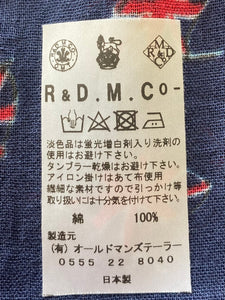 R & D. M. Co-
淡色品は蛍光増白剤入り洗剤の
使用はお避け下さい。
タンブラー乾燥はお避け下さい。
アイロン掛けはあて布使用
繊細な素材ですので引っかけ等
取り扱いには十分気を付けて下さい。
綿 100%
製造元
(有) オールドマンズテーラー
0555 22 8040
日本製